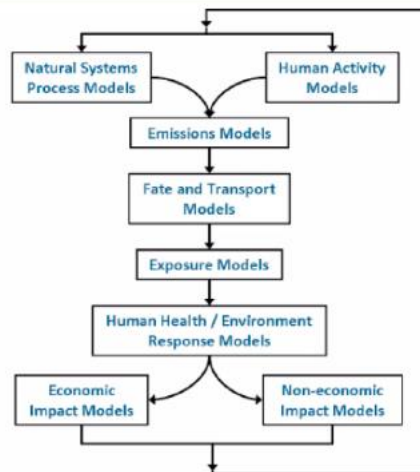 Natural Systems
Process Models
Human Activity
Models
Emissions Models
Fate and Transport
Models
Exposure Models
Human Health / Environment
Response Models
Economic
Impact Models
Non-economic
Impact Models